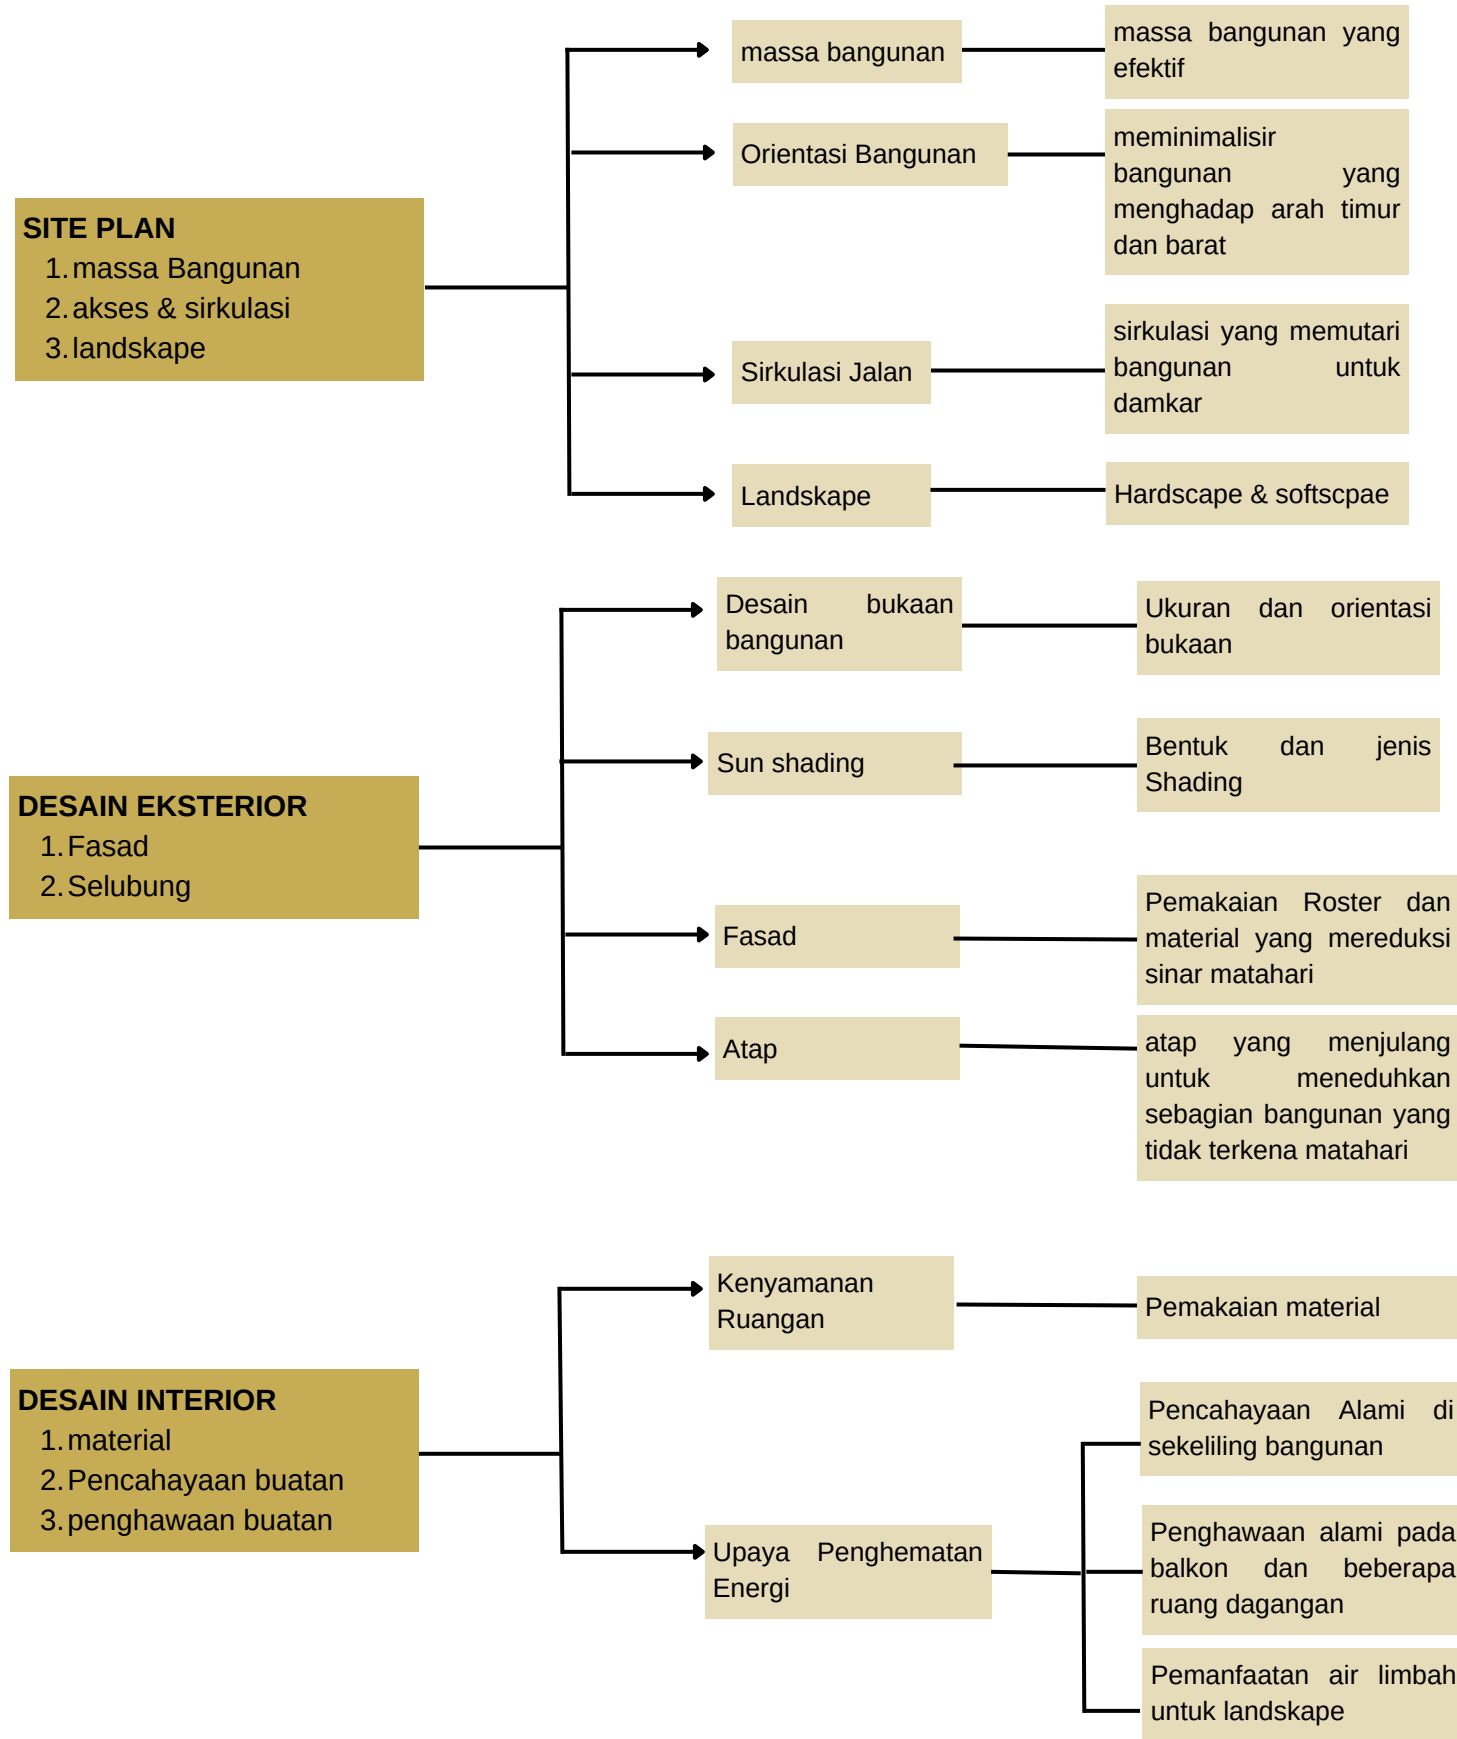 SITE PLAN
1. massa Bangunan
2. akses & sirkulasi
3. landskape
massa bangunan
massa bangunan yang
efektif
Orientasi Bangunan
meminimalisir
bangunan yang
menghadap arah timur
dan barat
Sirkulasi Jalan
sirkulasi yang memutari
bangunan untuk
damkar
Landskape
Hardscape & softscpae
DESAIN EKSTERIOR
1. Fasad
2. Selubung
Desain bukaan
bangunan
Ukuran dan orientasi
bukaan
Sun shading
Bentuk dan jenis
Shading
Fasad
Pemakaian Roster dan
material yang mereduksi
sinar matahari
Atap
atap yang menjulang
untuk meneduhkan
sebagian bangunan yang
tidak terkena matahari
DESAIN INTERIOR
1. material
2. Pencahayaan buatan
3. penghawaan buatan
Kenyamanan
Ruangan
Pemakaian material
Upaya Penghematan
Energi
Pencahayaan Alami di
sekeliling bangunan
Penghawaan alami pada
balkon dan beberapa
ruang dagangan
Pemanfaatan air limbah
untuk landskape